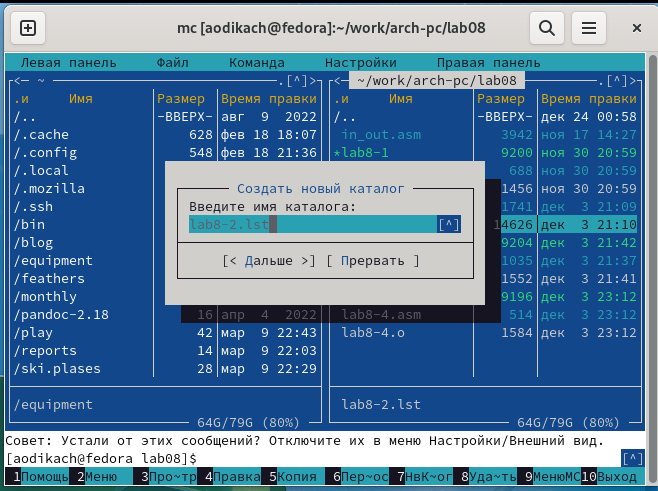 mc [aodikach@fedora]:~/work/arch-pc/lab08
Левая панель Файл Команда Настройки Правая панель
<— ~ .[^]> <— ~/work/arch-pc/lab08 .[^]>
.и Имя Размер Время правки .и Имя Размер Время правки
/.. -ВВЕРХ- авг 9 2022 /.. -ВВЕРХ- дек 24 00:58
/.cache 628 фев 18 18:07 in_out.asm 3942 ноя 17 14:27
/.config 548 фев 18 21:36 *lab8-1 9200 ноя 30 20:59
/.local 688 ноя 30 20:59
/.mozilla 1456 ноя 30 20:59
/.ssh 1741 дек 3 21:09
/bin 14626 дек 3 21:10
/blog 9204 дек 3 21:42
/equipment 1035 дек 3 21:37
/feathers 1552 дек 3 21:41
/monthly 9196 дек 3 23:12
/pandoc-2.18 16 апр 4 2022 lab8-4.asm 514 дек 3 23:12
/play 42 мар 9 22:43 lab8-4.o 1584 дек 3 23:12
/reports 14 мар 9 22:03
/ski.plases 28 мар 9 22:29
Создать новый каталог
Введите имя каталога:
lab8-2.lst [^]
[< Дальше >] [ Прервать ]
/equipment lab8-2.lst
64G/79G (80%) 64G/79G (80%)
Совет: Устали от этих сообщений? Отключите их в меню Настройки/Внешний вид.
[aodikach@fedora lab08]$ [^]
1Помощь 2Меню 3Про~тр 4Правка 5Копия 6Пер~ос 7НвК~ог 8Уда~ть 9МенюМС 10Выход